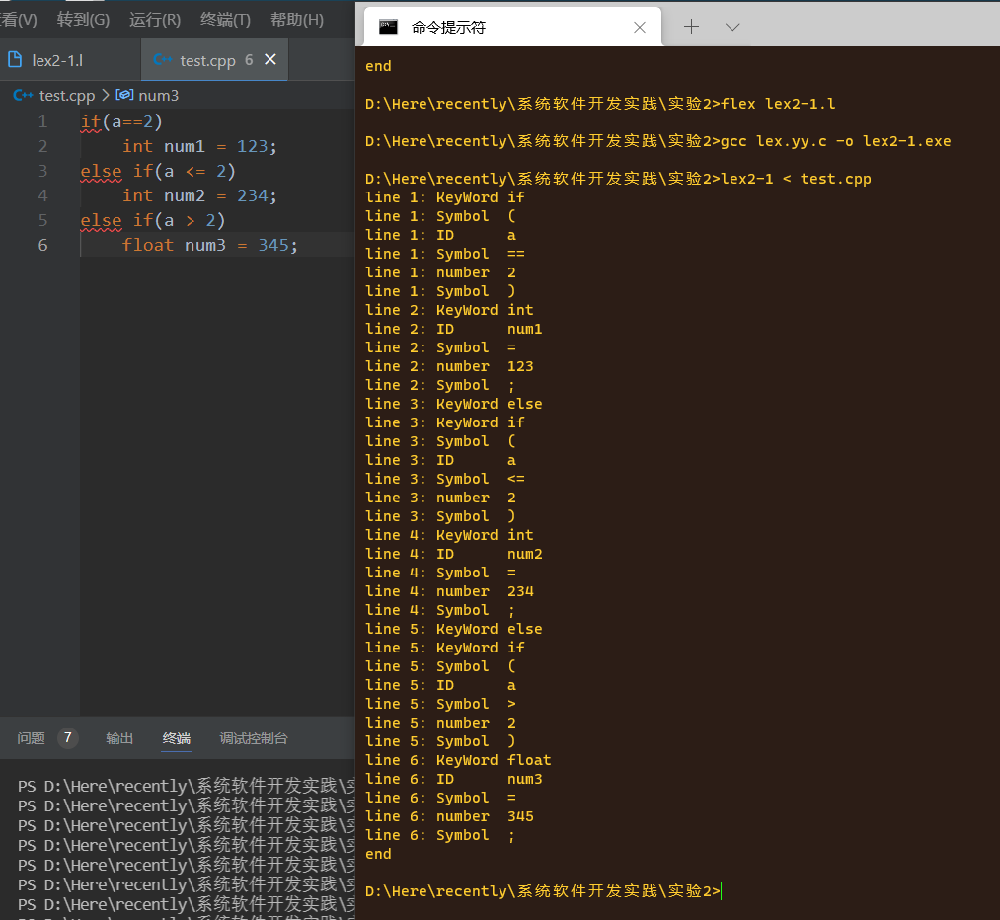 看(V) 转到(G) 运行(R) 终端(T) 帮助(H)
lex2-1.l
test.cpp 6
test.cpp > num3
1 if(a==2)
2 int num1 = 123;
3 else if(a <= 2)
4 int num2 = 234;
5 else if(a > 2)
6 float num3 = 345;
问题 7 输出 终端 调试控制台
PS D:\Here\recently\系统软件开发实践\实
PS D:\Here\recently\系统软件开发实践\实
PS D:\Here\recently\系统软件开发实践\实
PS D:\Here\recently\系统软件开发实践\实
PS D:\Here\recently\系统软件开发实践\实
PS D:\Here\recently\系统软件开发实践\实
PS D:\Here\recently\系统软件开发实践\实
命令提示符
end
D:\Here\recently\系统软件开发实践\实验2>flex lex2-1.l
D:\Here\recently\系统软件开发实践\实验2>gcc lex.yy.c -o lex2-1.exe
D:\Here\recently\系统软件开发实践\实验2>lex2-1 < test.cpp
line 1: KeyWord if
line 1: Symbol (
line 1: ID a
line 1: Symbol ==
line 1: number 2
line 1: Symbol )
line 2: KeyWord int
line 2: ID num1
line 2: Symbol =
line 2: number 123
line 2: Symbol ;
line 3: KeyWord else
line 3: KeyWord if
line 3: Symbol (
line 3: ID a
line 3: Symbol <=
line 3: number 2
line 3: Symbol )
line 4: KeyWord int
line 4: ID num2
line 4: Symbol =
line 4: number 234
line 4: Symbol ;
line 5: KeyWord else
line 5: KeyWord if
line 5: Symbol (
line 5: ID a
line 5: Symbol >
line 5: number 2
line 5: Symbol )
line 6: KeyWord float
line 6: ID num3
line 6: Symbol =
line 6: number 345
line 6: Symbol ;
end
D:\Here\recently\系统软件开发实践\实验2>